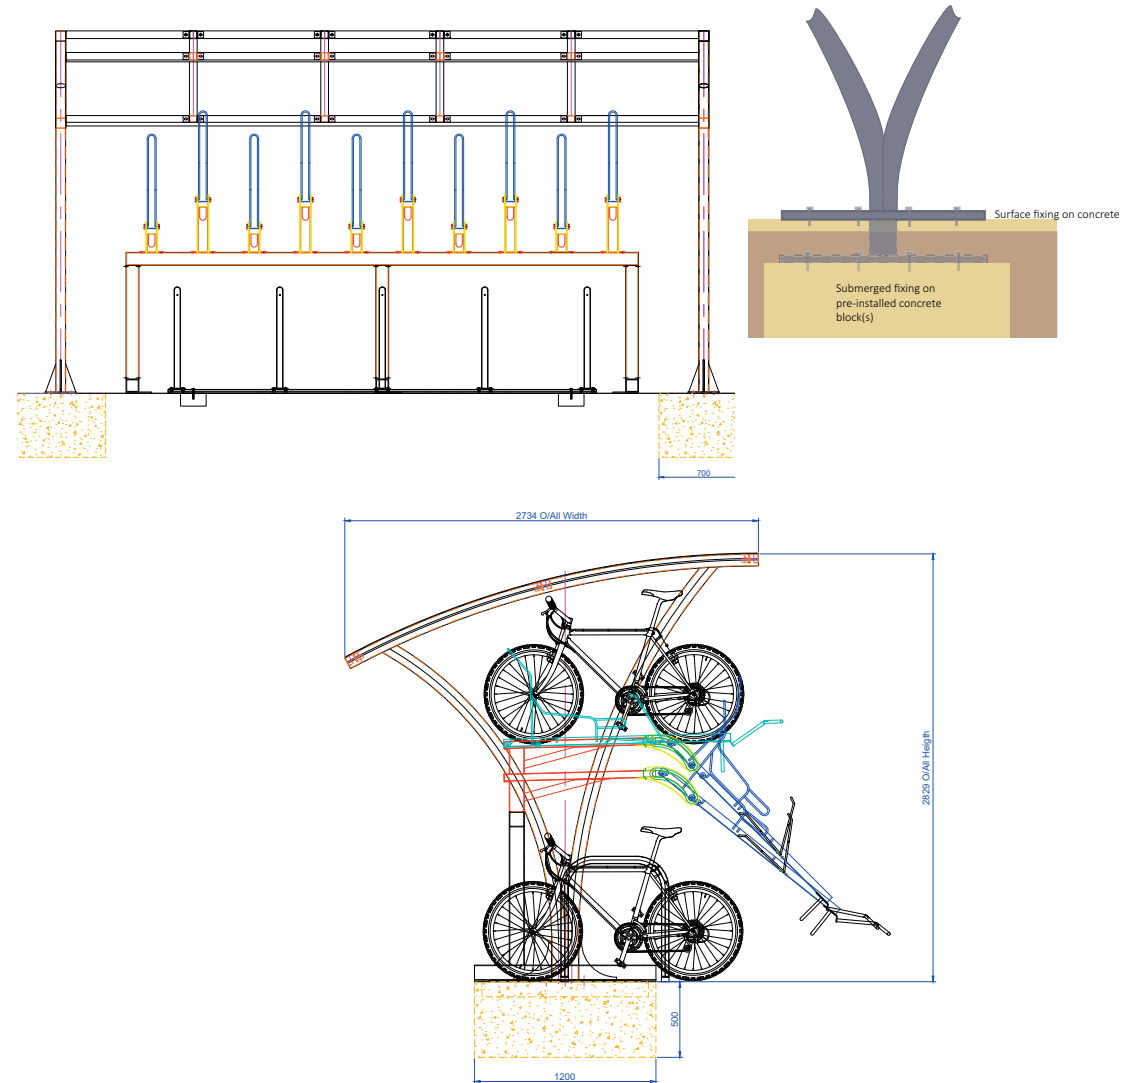 Surface fixing on concrete
Submerged fixing on
pre-installed concrete
block(s)
700
2734 O/All Width
2829 O/All Heigth
500
1200